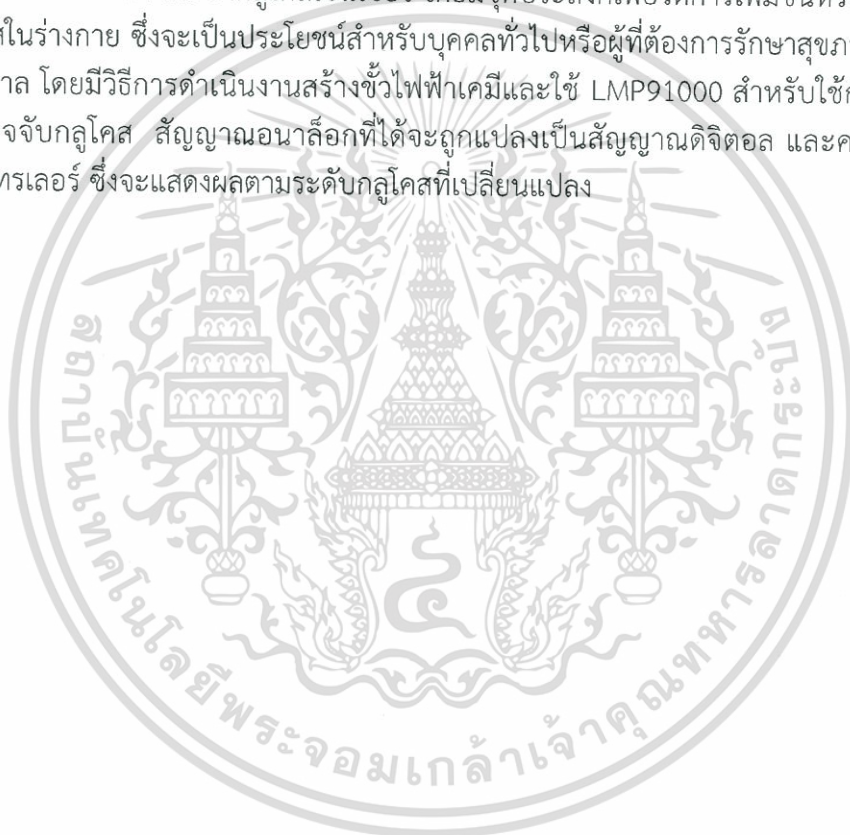 ในร่างกาย ซึ่งจะเป็นประโยชน์สำหรับบุคคลทั่วไปหรือผู้ที่ต้องการรักษาสุขภ
าล โดยมีวิธีการดำเนินงานสร้างขั้วไฟฟ้าเคมีและใช้ LMP91000 สำหรับใช้
จจับกลูโคส สัญญาณอนาล็อกที่ได้จะถูกแปลงเป็นสัญญาณดิจิตอล และค
ทรเลอร์ ซึ่งจะแสดงผลตามระดับกลูโคสที่เปลี่ยนแปลง
สถาบันเทคโนโลยีพระจอมเกล้าเจ้าคุณทหารลาดกระบัง